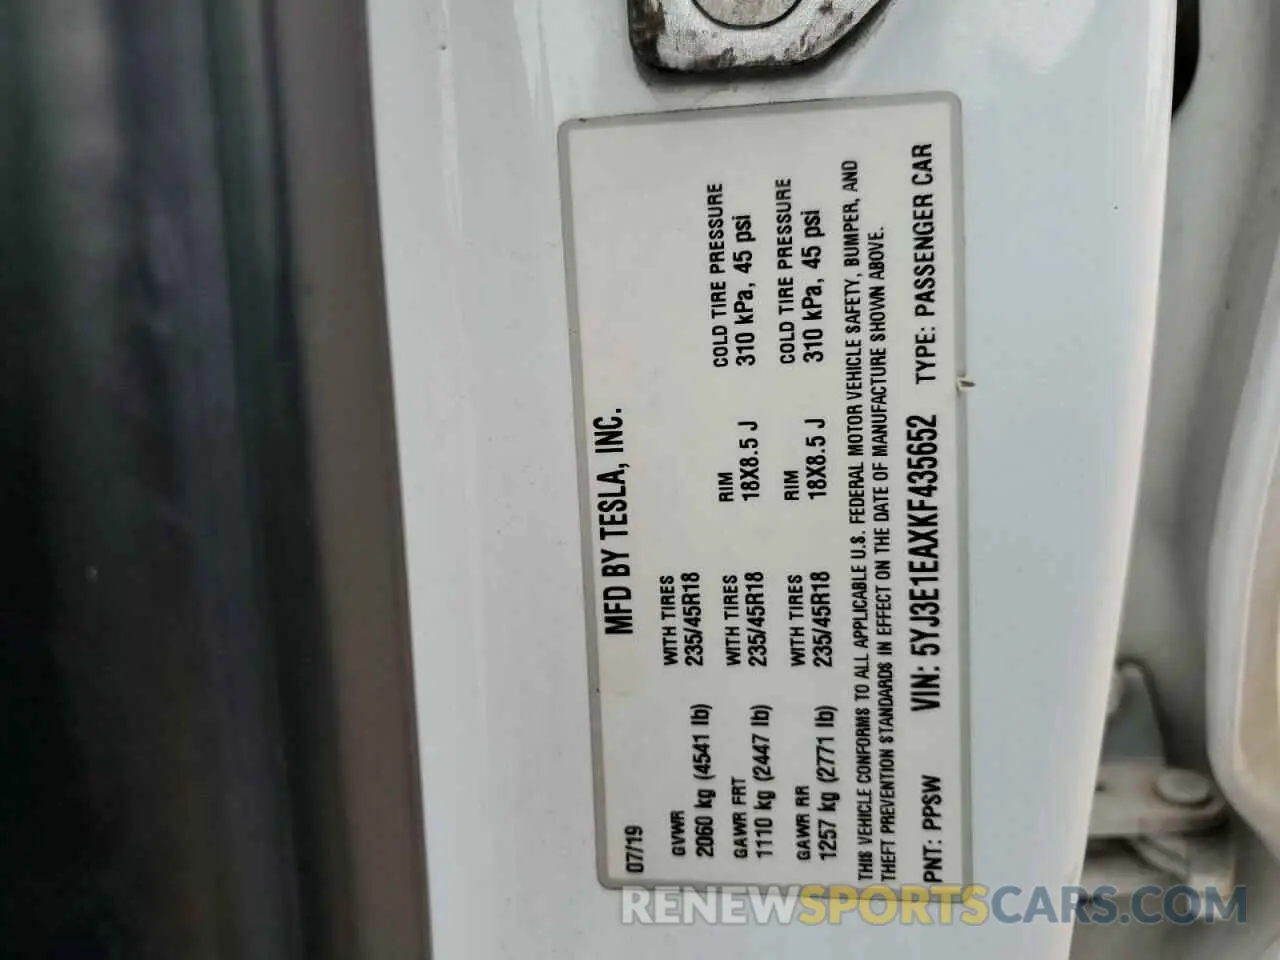 MFD BY TESLA, INC.
07/19
GVWR
2060 kg (4541 lb)
WITH TIRES
235/45R18
GAWR FRT
1110 kg (2447 lb)
WITH TIRES
235/45R18
RIM
18X8.5 J
COLD TIRE PRESSURE
310 kPa, 45 psi
GAWR RR
1257 kg (2771 lb)
WITH TIRES
235/45R18
RIM
18X8.5 J
COLD TIRE PRESSURE
310 kPa, 45 psi
THIS VEHICLE CONFORMS TO ALL APPLICABLE U.S. FEDERAL MOTOR VEHICLE SAFETY, BUMPER, AND
THEFT PREVENTION STANDARDS IN EFFECT ON THE DATE OF MANUFACTURE SHOWN ABOVE.
PNT: PPSW VIN: 5YJ3E1EAXKF435652 TYPE: PASSENGER CAR
RENEWSPORTSCARS.COM